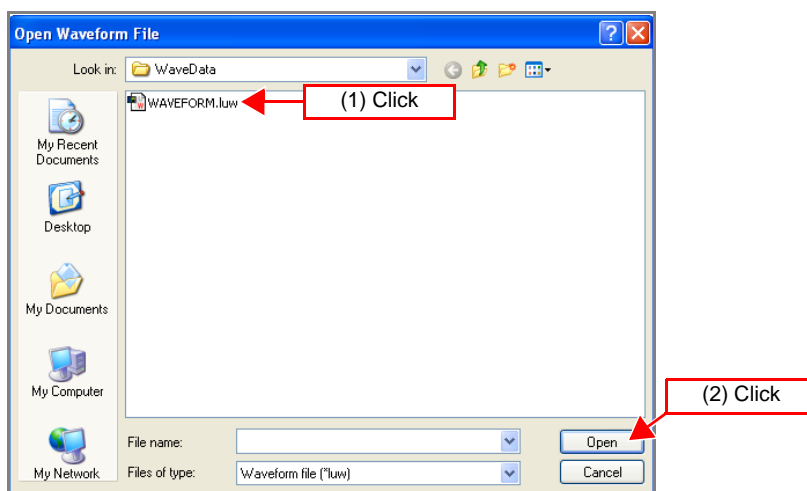 Open Waveform File
Look in: WaveData
WAVEFORM.luw
(1) Click
My Recent
Documents
Desktop
My Documents
My Computer
My Network
(2) Click
File name:
Open
Files of type: Waveform file (*luw)
Cancel